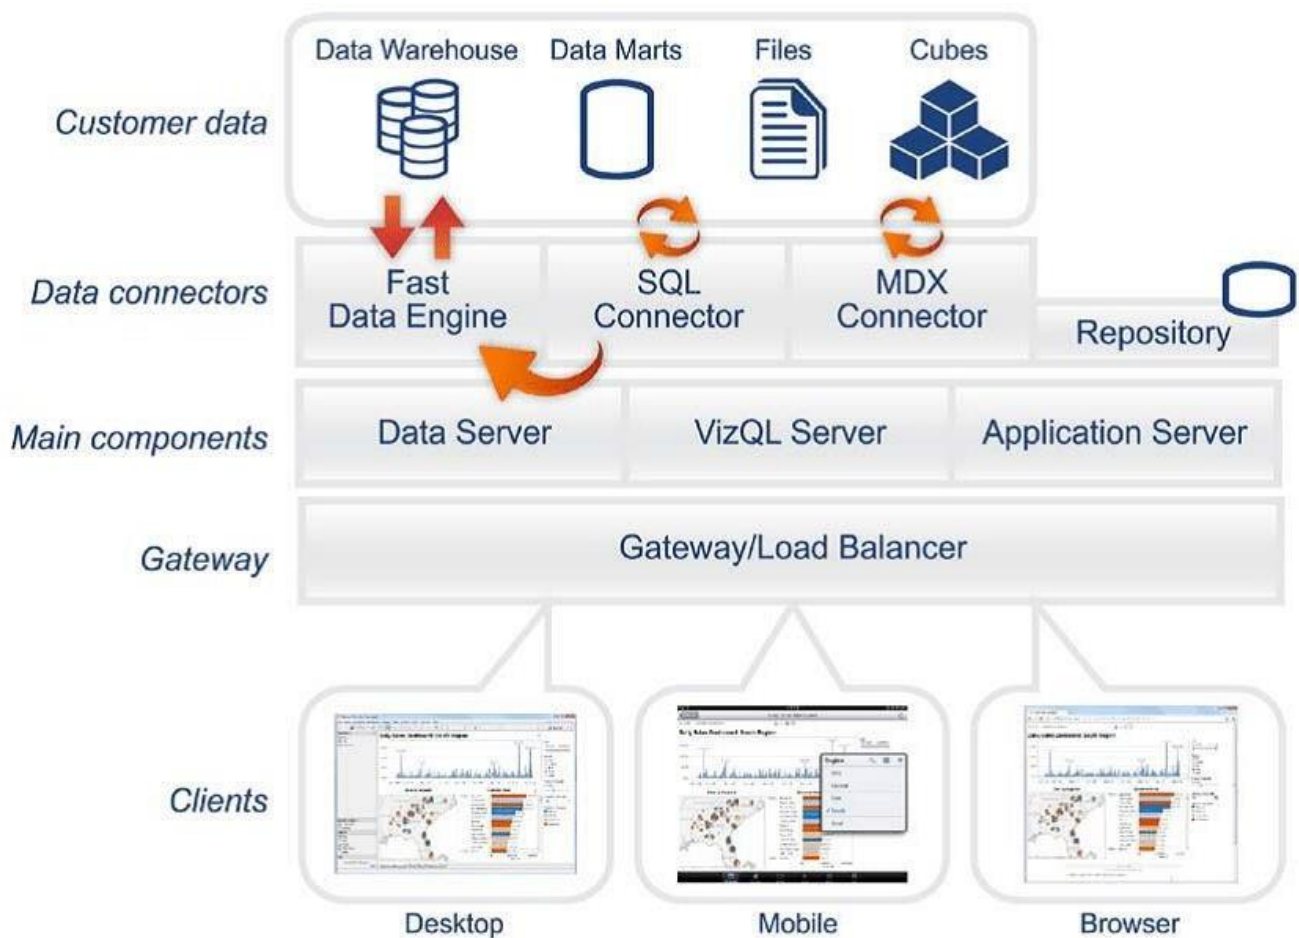 Data Warehouse
Data Marts
Files
Cubes
Customer data
Data connectors
Fast
Data Engine
SQL
Connector
MDX
Connector
Repository
Main components
Data Server
VizQL Server
Application Server
Gateway
Gateway/Load Balancer
Clients
Desktop
Mobile
Browser